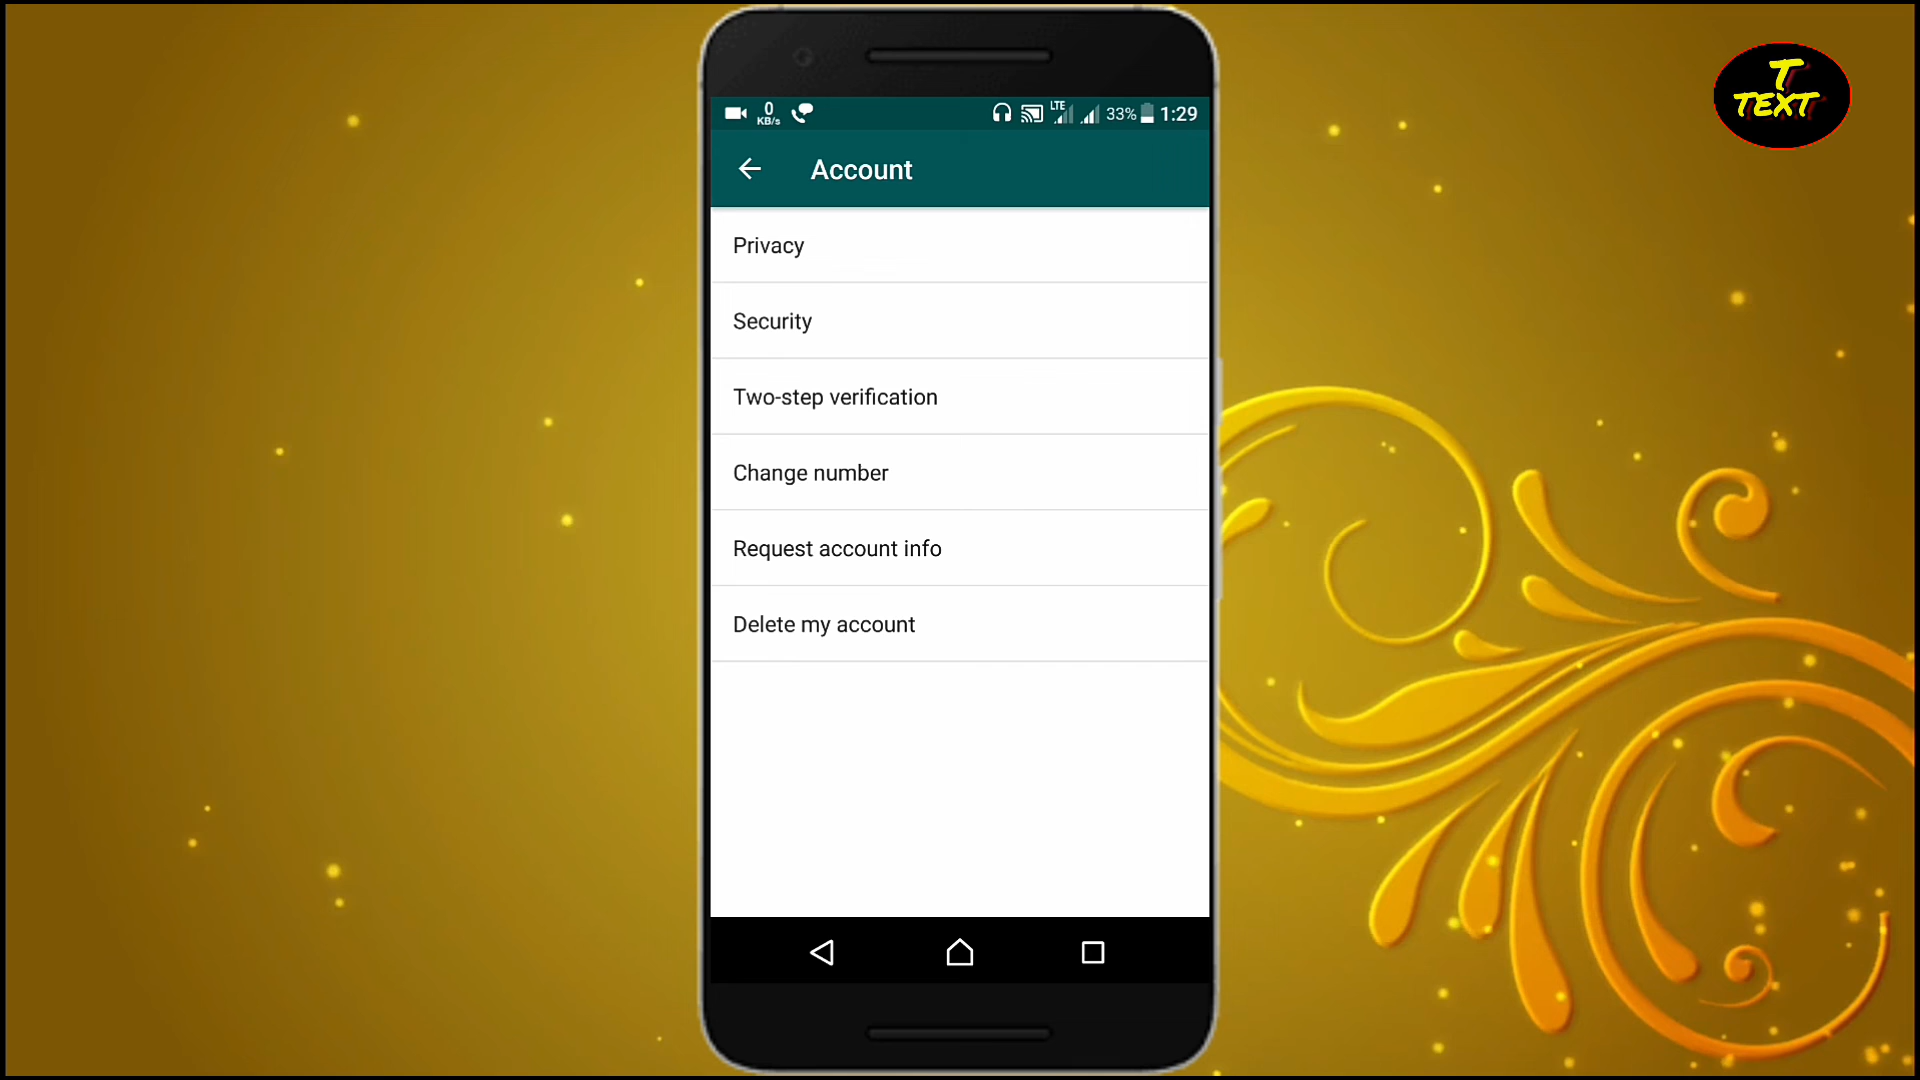 0
KB/s
LTE
33%
1:29
Account
Privacy
Security
Two-step verification
Change number
Request account info
Delete my account
T
TEXT